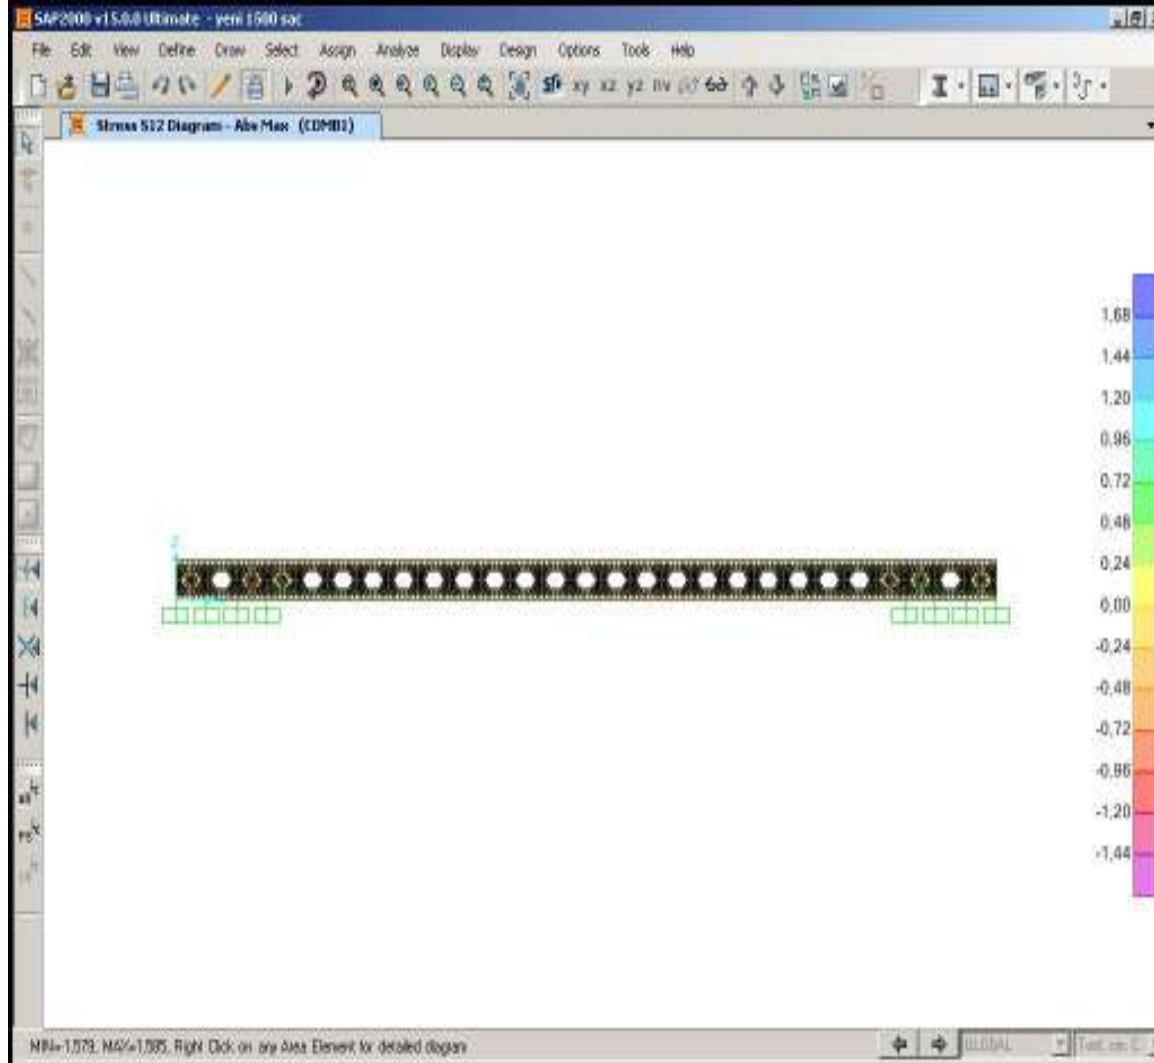 SAP2000 v15.0.0 Ultimate - yeni 1500 sac
File Edit View Define Draw Select Assign Analyze Display Design Options Tools Help
xy xz yz nv
Stress S12 Diagram - Abs Max (COMB1)
1,68
1,44
1,20
0,96
0,72
0,48
0,24
0,00
-0,24
-0,48
-0,72
-0,96
-1,20
-1,44
MIN=-1,579, MAX=1,585, Right Click on any Area Element for detailed diagram
GLOBAL